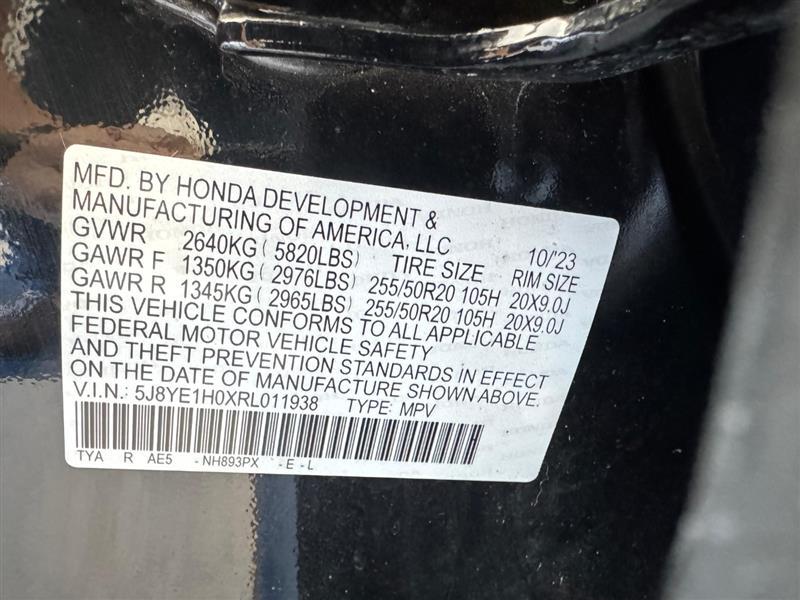 MFD. BY HONDA DEVELOPMENT &
MANUFACTURING OF AMERICA, LLC 10/'23
GVWR 2640KG ( 5820LBS) TIRE SIZE RIM SIZE
GAWR F 1350KG ( 2976LBS) 255/50R20 105H 20X9.0J
GAWR R 1345KG ( 2965LBS) 255/50R20 105H 20X9.0J
THIS VEHICLE CONFORMS TO ALL APPLICABLE
FEDERAL MOTOR VEHICLE SAFETY
AND THEFT PREVENTION STANDARDS IN EFFECT
ON THE DATE OF MANUFACTURE SHOWN ABOVE.
V.I.N.: 5J8YE1H0XRL011938 TYPE: MPV
TYA R AE5 - NH893PX - E - L